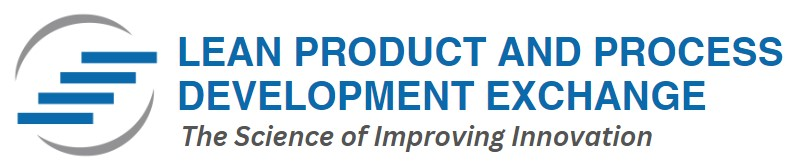 LEAN PRODUCT AND PROCESS
DEVELOPMENT EXCHANGE
The Science of Improving Innovation